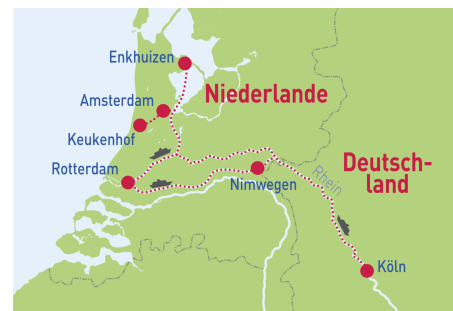 Enkhuizen
Amsterdam
Niederlande
Keukenhof
Rotterdam
Deutsch-
land
Nimwegen
Rhein
Köln